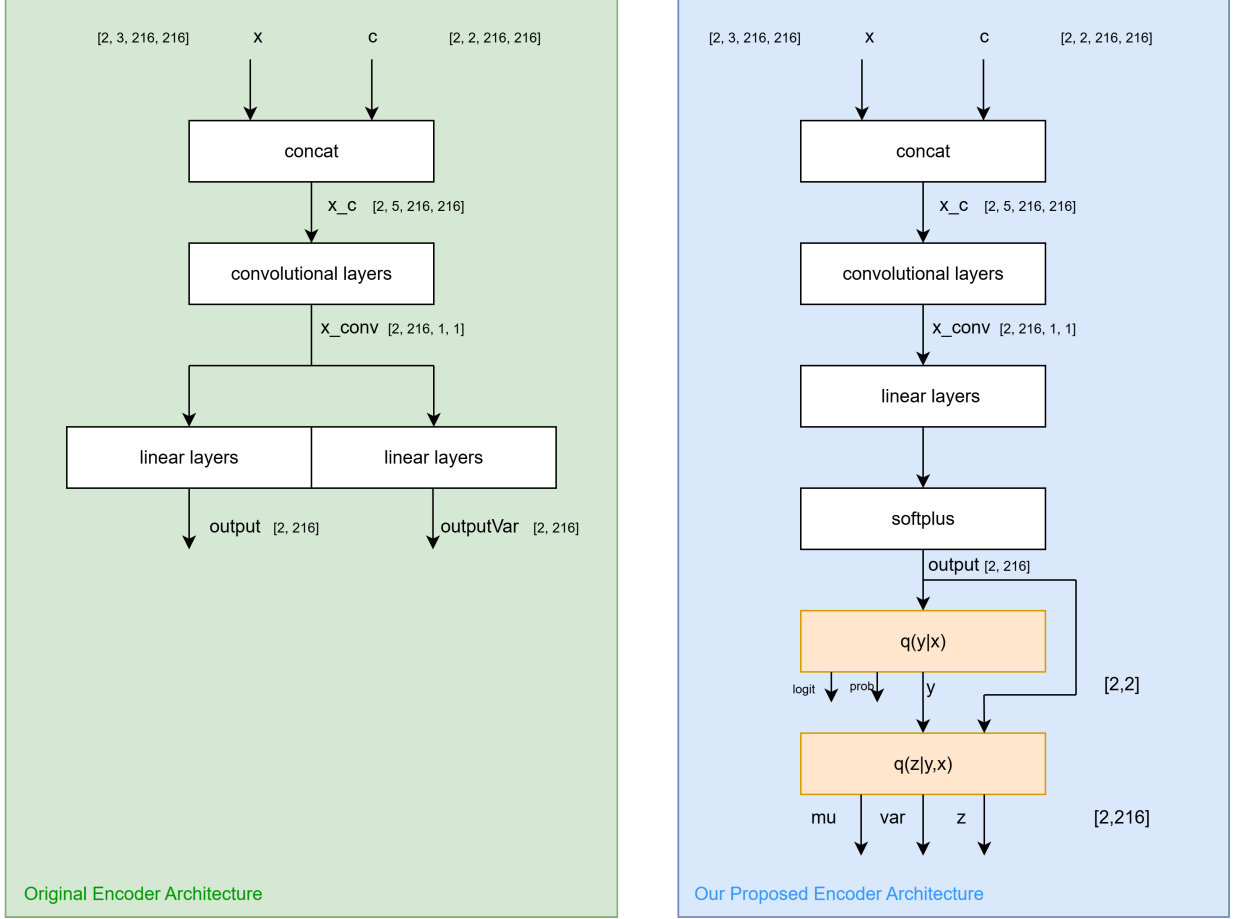 [2, 3, 216, 216] x c [2, 2, 216, 216]
concat
x_c [2, 5, 216, 216]
convolutional layers
x_conv [2, 216, 1, 1]
linear layers linear layers
output [2, 216] outputVar [2, 216]
Original Encoder Architecture
[2, 3, 216, 216] x c [2, 2, 216, 216]
concat
x_c [2, 5, 216, 216]
convolutional layers
x_conv [2, 216, 1, 1]
linear layers
softplus
output [2, 216]
q(y|x)
logit prob y [2,2]
q(z|y,x)
mu var z [2,216]
Our Proposed Encoder Architecture